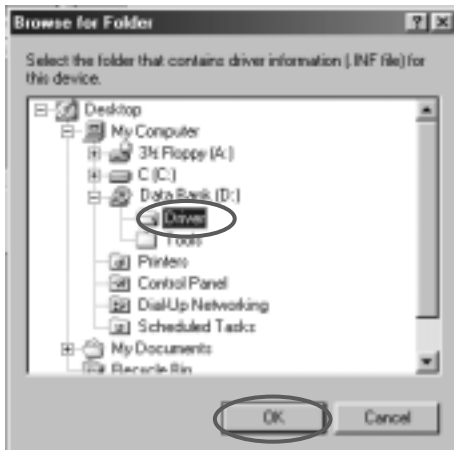 Browse for Folder
Select the folder that contains driver information (.INF file) for
this device.
Desktop
My Computer
3½ Floppy (A:)
C (C:)
Data Bank (D:)
Driver
Tools
Printers
Control Panel
Dial-Up Networking
Scheduled Tasks
My Documents
Recycle Bin
OK
Cancel